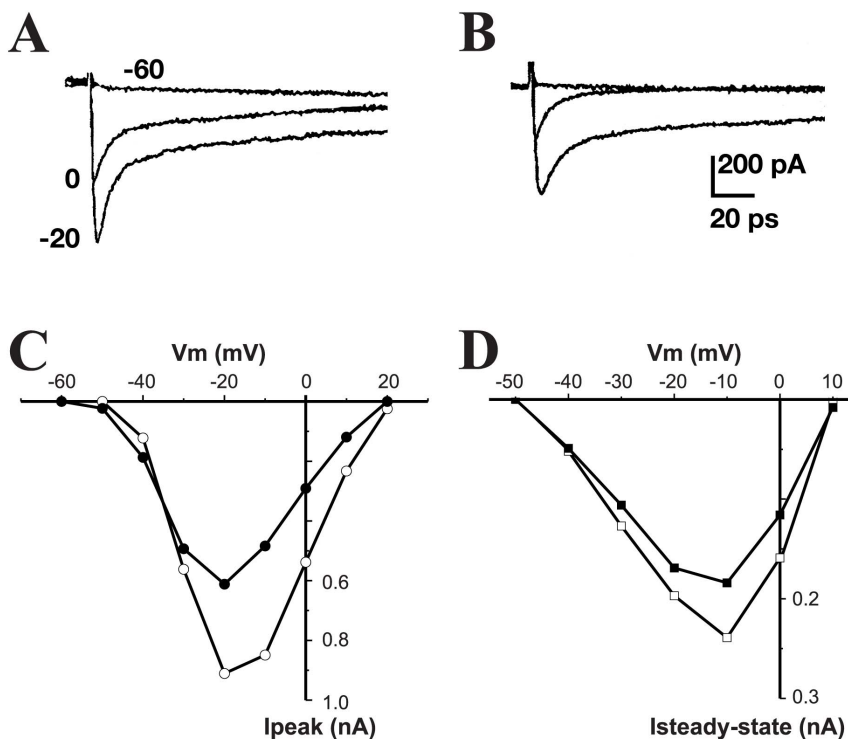 A
B
-60
0
-20
200 pA
20 ps
C
D
Vm (mV)
Vm (mV)
-60 -40 -20 0 20
-50 -40 -30 -20 -10 0 10
0.6
0.8
1.0
0.2
0.3
Ipeak (nA)
Isteady-state (nA)